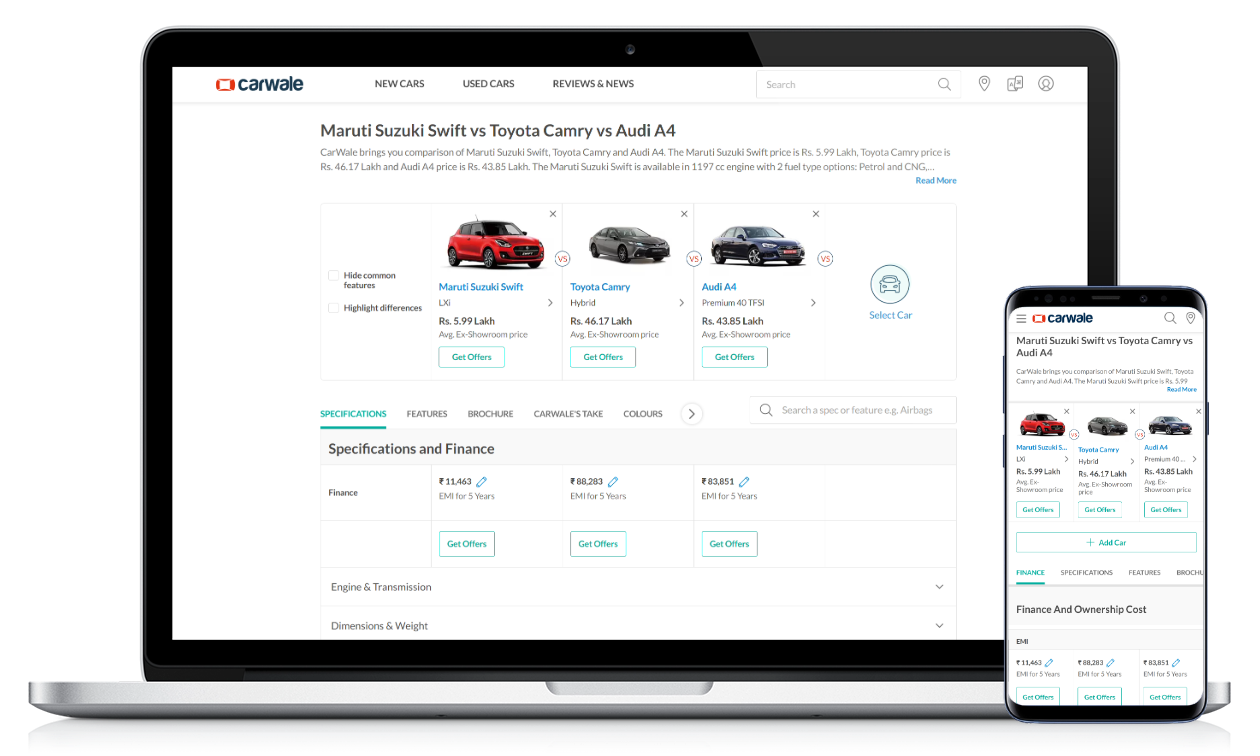 carwale
NEW CARS
USED CARS
REVIEWS & NEWS
Search
Maruti Suzuki Swift vs Toyota Camry vs Audi A4
CarWale brings you comparison of Maruti Suzuki Swift, Toyota Camry and Audi A4. The Maruti Suzuki Swift price is Rs. 5.99 Lakh, Toyota Camry price is
Rs. 46.17 Lakh and Audi A4 price is Rs. 43.85 Lakh. The Maruti Suzuki Swift is available in 1197 cc engine with 2 fuel type options: Petrol and CNG,...
Read More
Hide common
features
Highlight differences
VS
VS
VS
Maruti Suzuki Swift
LXi
Rs. 5.99 Lakh
Avg. Ex-Showroom price
Get Offers
Toyota Camry
Hybrid
Rs. 46.17 Lakh
Avg. Ex-Showroom price
Get Offers
Audi A4
Premium 40 TFSI
Rs. 43.85 Lakh
Avg. Ex-Showroom price
Get Offers
Select Car
SPECIFICATIONS
FEATURES
BROCHURE
CARWALE'S TAKE
COLOURS
Search a spec or feature e.g. Airbags
Specifications and Finance
Finance
₹ 11,463
EMI for 5 Years
₹ 88,283
EMI for 5 Years
₹ 83,851
EMI for 5 Years
Get Offers
Get Offers
Get Offers
Engine & Transmission
Dimensions & Weight
carwale
Maruti Suzuki Swift vs Toyota Camry vs
Audi A4
CarWale brings you comparison of Maruti Suzuki Swift, Toyota
Camry and Audi A4. The Maruti Suzuki Swift price is Rs. 5.99
Read More
VS
VS
Maruti Suzuki S...
LXi
Rs. 5.99 Lakh
Avg. Ex-
Showroom price
Get Offers
Toyota Camry
Hybrid
Rs. 46.17 Lakh
Avg. Ex-Showroom
price
Get Offers
Audi A4
Premium 40 ...
Rs. 43.85 Lakh
Avg. Ex-
Showroom price
Get Offers
+ Add Car
FINANCE
SPECIFICATIONS
FEATURES
BROCHU
Finance And Ownership Cost
EMI
₹ 11,463
EMI for 5 Years
₹ 88,283
EMI for 5 Years
₹ 83,851
EMI for 5 Years
Get Offers
Get Offers
Get Offers